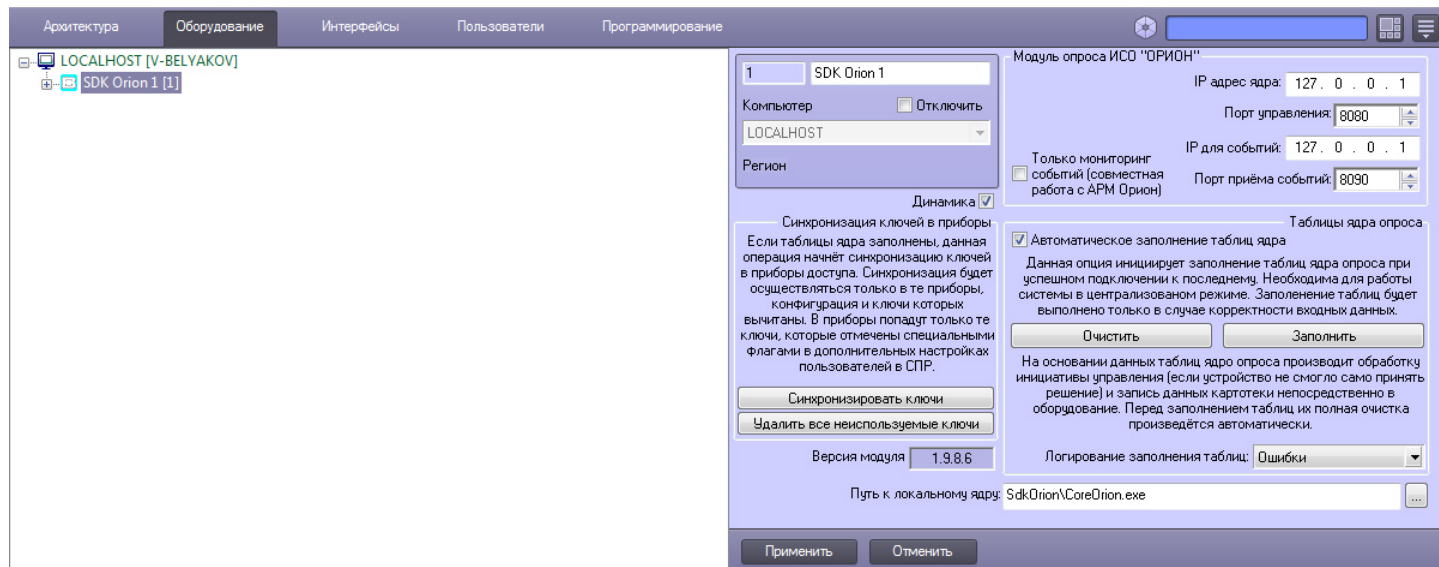 Архитектура Оборудование Интерфейсы Пользователи Программирование
LOCALHOST [V-BELYAKOV]
SDK Orion 1 [1]
1 SDK Orion 1
Компьютер Отключить
LOCALHOST
Регион
Динамика
Синхронизация ключей в приборы
Если таблицы ядра заполнены, данная
операция начнёт синхронизацию ключей
в приборы доступа. Синхронизация будет
осуществляться только в те приборы,
конфигурация и ключи которых
вычитаны. В приборы попадут только те
ключи, которые отмечены специальными
флагами в дополнительных настройках
пользователей в СПР.
Синхронизировать ключи
Удалить все неиспользуемые ключи
Версия модуля 1.9.8.6
Модуль опроса ИСО "ОРИОН"
IP адрес ядра: 127 . 0 . 0 . 1
Порт управления: 8080
IP для событий: 127 . 0 . 0 . 1
Только мониторинг
событий (совместная
работа с АРМ Орион)
Порт приёма событий: 8090
Таблицы ядра опроса
Автоматическое заполнение таблиц ядра
Данная опция инициирует заполнение таблиц ядра опроса при
успешном подключении к последнему. Необходима для работы
системы в централизованом режиме. Заполенение таблиц будет
выполнено только в случае корректности входных данных.
Очистить Заполнить
На основании данных таблиц ядро опроса производит обработку
инициативы управления (если устройство не смогло само принять
решение) и запись данных картотеки непосредственно в
оборудование. Перед заполнением таблиц их полная очистка
произведётся автоматически.
Логирование заполнения таблиц: Ошибки
Путь к локальному ядру: SdkOrion\CoreOrion.exe ...
Применить Отменить